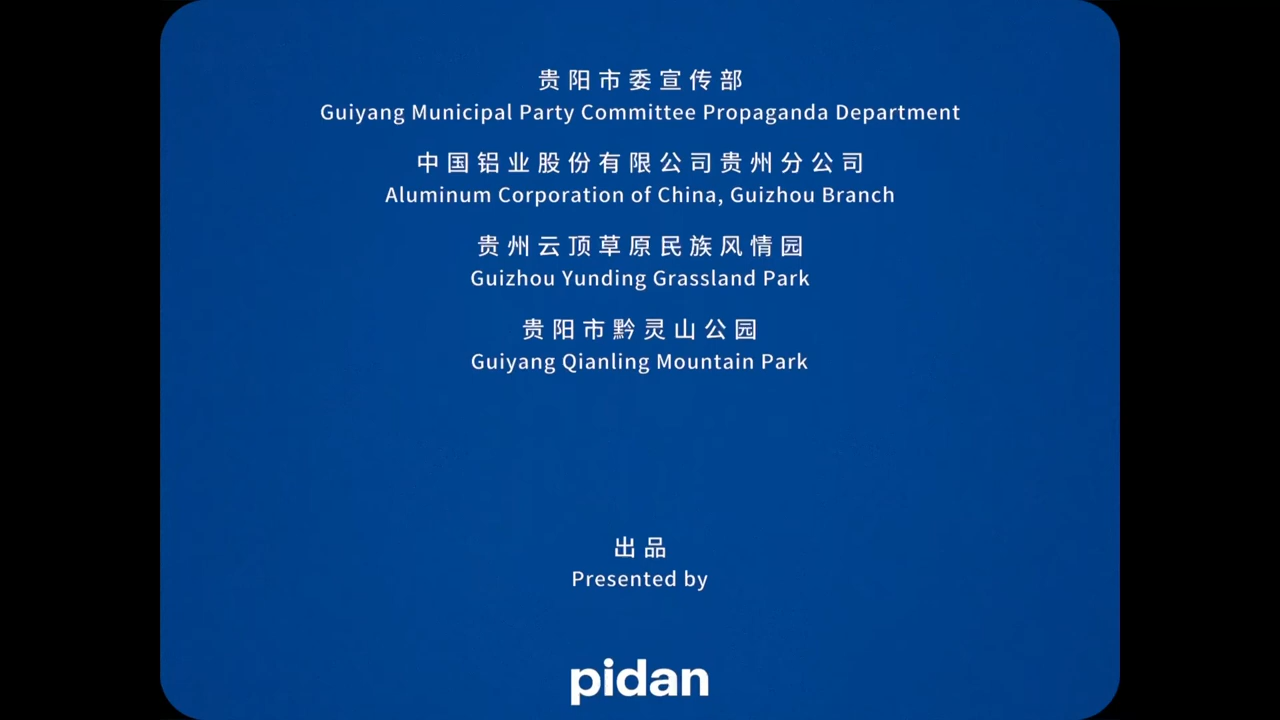 贵阳市委宣传部
Guiyang Municipal Party Committee Propaganda Department
中国铝业股份有限公司贵州分公司
Aluminum Corporation of China, Guizhou Branch
贵州云顶草原民族风情园
Guizhou Yunding Grassland Park
贵阳市黔灵山公园
Guiyang Qianling Mountain Park
出品
Presented by
pidan